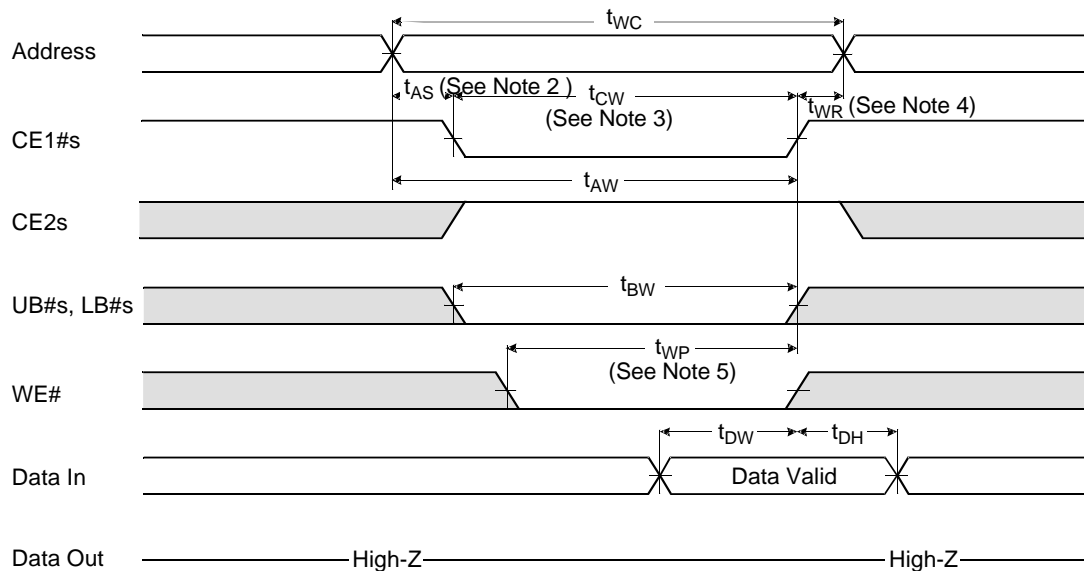 tWC
Address
tAS (See Note 2 ) tCW tWR (See Note 4)
(See Note 3)
CE1#s
tAW
CE2s
tBW
UB#s, LB#s
tWP
(See Note 5)
WE#
tDW tDH
Data In Data Valid
Data Out High-Z High-Z